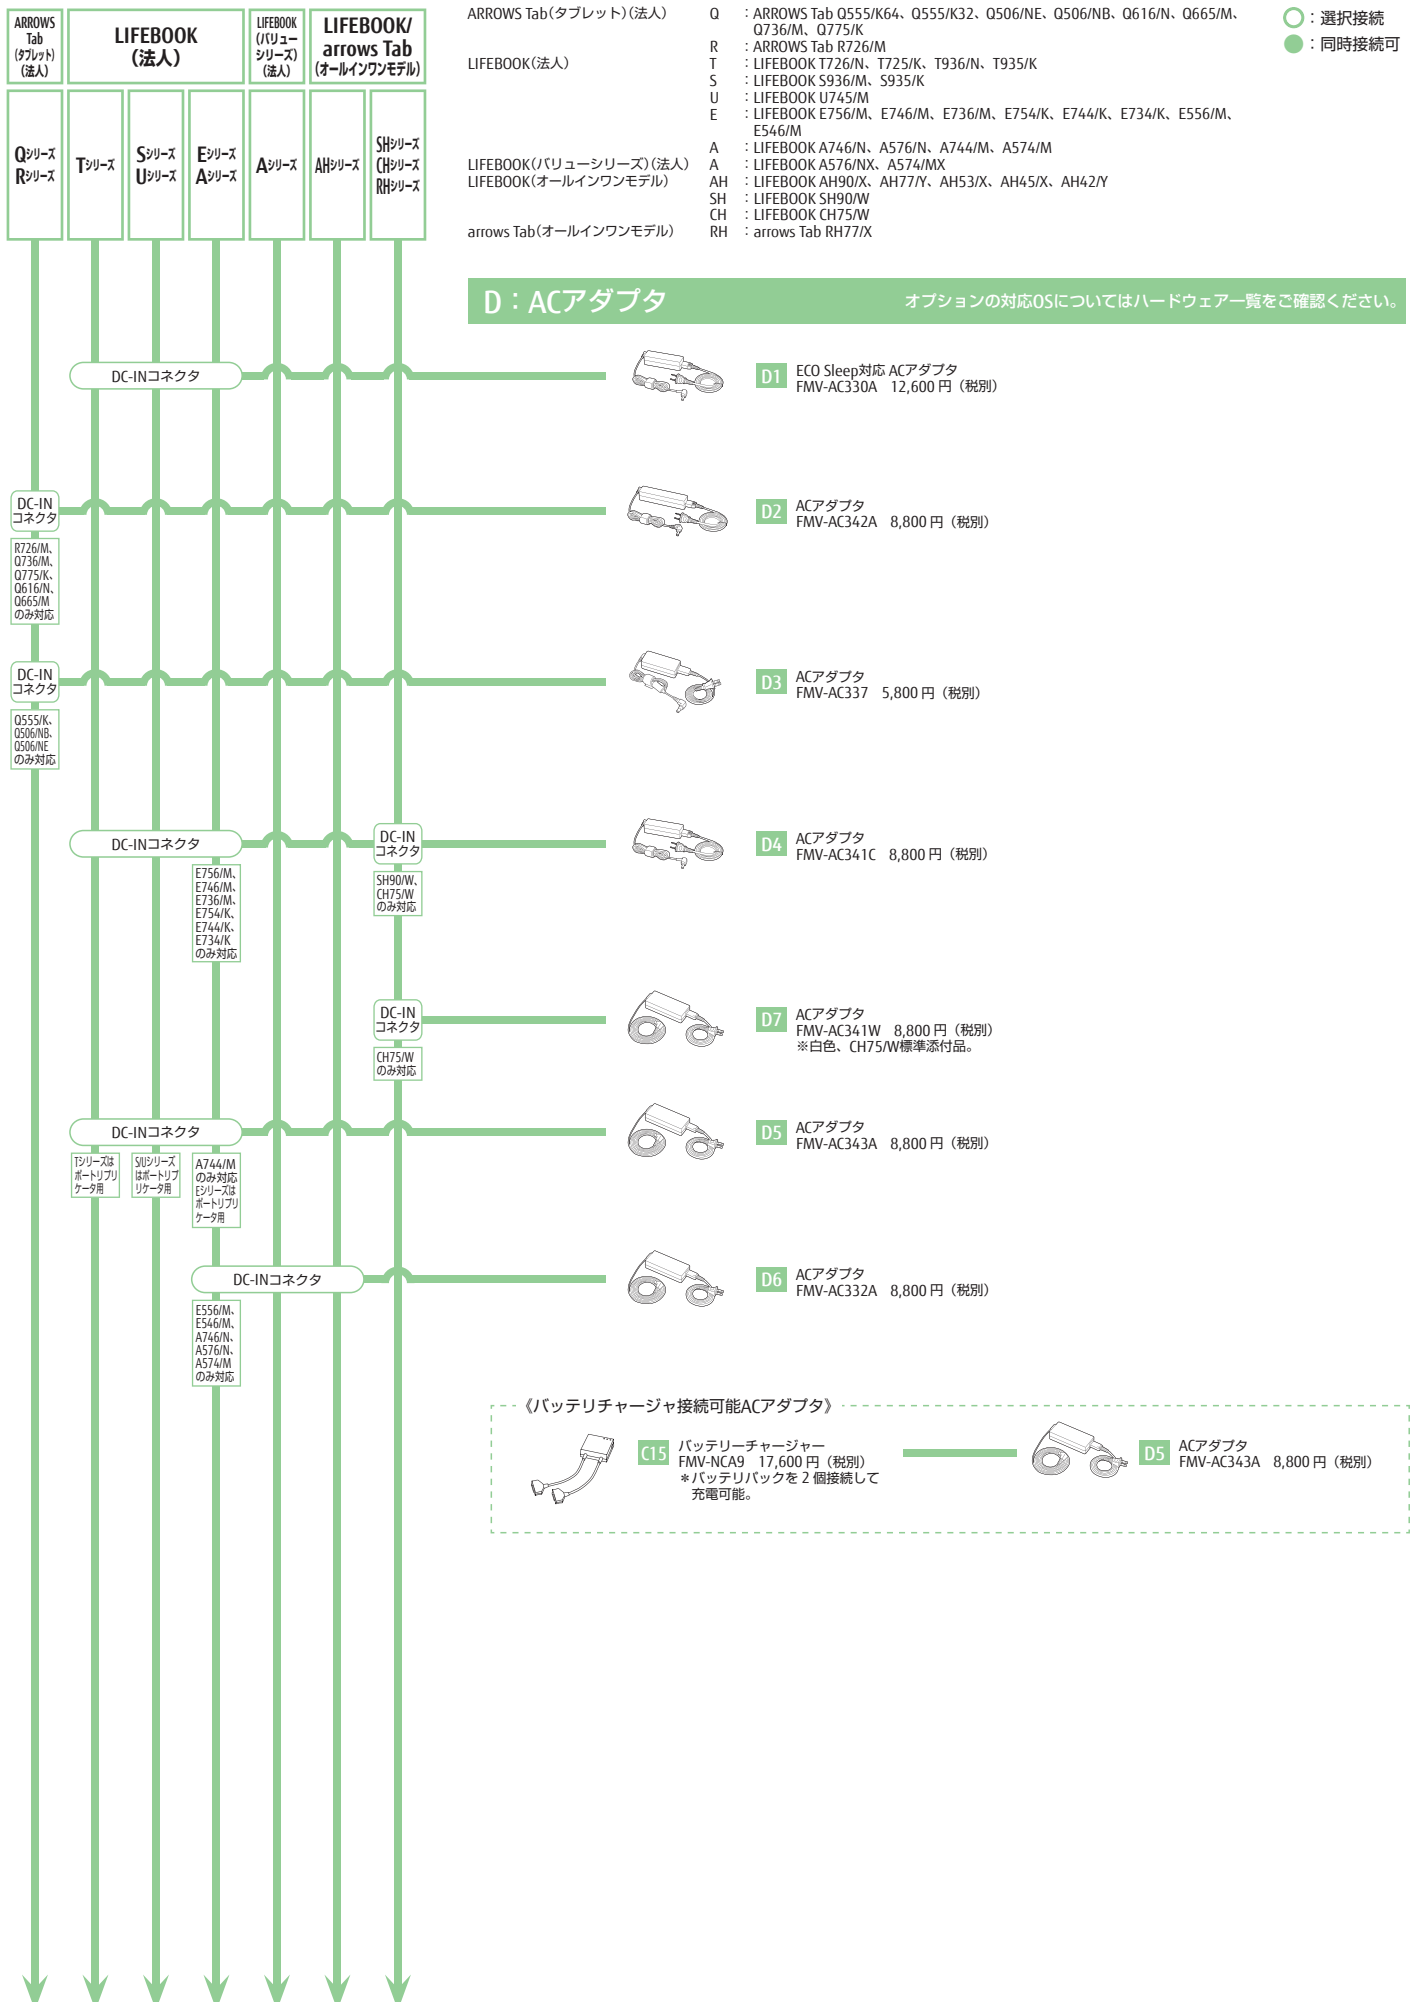 ARROWS
Tab
(タブレット)
(法人)
LIFEBOOK
(法人)
LIFEBOOK
(バリュー
シリーズ)
(法人)
LIFEBOOK/
arrows Tab
(オールインワンモデル)
Qシリーズ
Rシリーズ
Tシリーズ
Sシリーズ
Uシリーズ
Eシリーズ
Aシリーズ
Aシリーズ
AHシリーズ
SHシリーズ
CHシリーズ
RHシリーズ
ARROWS Tab(タブレット)(法人) Q :ARROWS Tab Q555/K64、Q555/K32、Q506/NE、Q506/NB、Q616/N、Q665/M、
Q736/M、Q775/K
R :ARROWS Tab R726/M
LIFEBOOK(法人) T :LIFEBOOK T726/N、T725/K、T936/N、T935/K
S :LIFEBOOK S936/M、S935/K
U :LIFEBOOK U745/M
E :LIFEBOOK E756/M、E746/M、E736/M、E754/K、E744/K、E734/K、E556/M、
E546/M
A :LIFEBOOK A746/N、A576/N、A744/M、A574/M
LIFEBOOK(バリューシリーズ)(法人) A :LIFEBOOK A576/NX、A574/MX
LIFEBOOK(オールインワンモデル) AH :LIFEBOOK AH90/X、AH77/Y、AH53/X、AH45/X、AH42/Y
SH :LIFEBOOK SH90/W
CH :LIFEBOOK CH75/W
arrows Tab(オールインワンモデル) RH :arrows Tab RH77/X
:選択接続
:同時接続可
D:ACアダプタ オプションの対応OSについてはハードウェア一覧をご確認ください。
DC-INコネクタ
D1 ECO Sleep対応 ACアダプタ
FMV-AC330A 12,600 円(税別)
DC-IN
コネクタ
R726/M、
Q736/M、
Q775/K、
Q616/N、
Q665/M
のみ対応
D2 ACアダプタ
FMV-AC342A 8,800 円(税別)
DC-IN
コネクタ
Q555/K、
Q506/NB、
Q506/NE
のみ対応
D3 ACアダプタ
FMV-AC337 5,800 円(税別)
DC-INコネクタ
E756/M、
E746/M、
E736/M、
E754/K、
E744/K、
E734/K
のみ対応
DC-IN
コネクタ
SH90/W、
CH75/W
のみ対応
D4 ACアダプタ
FMV-AC341C 8,800 円(税別)
DC-IN
コネクタ
CH75/W
のみ対応
D7 ACアダプタ
FMV-AC341W 8,800 円(税別)
※白色、CH75/W標準添付品。
DC-INコネクタ
Tシリーズは
ポートリプリ
ケータ用
S/Uシリーズ
はポートリプ
リケータ用
A744/M
のみ対応
Eシリーズは
ポートリプリ
ケータ用
D5 ACアダプタ
FMV-AC343A 8,800 円(税別)
DC-INコネクタ
E556/M、
E546/M、
A746/N、
A576/N、
A574/M
のみ対応
D6 ACアダプタ
FMV-AC332A 8,800 円(税別)
《バッテリチャージャ接続可能ACアダプタ》
C15 バッテリーチャージャー
FMV-NCA9 17,600 円(税別)
*バッテリパックを 2 個接続して
充電可能。
D5 ACアダプタ
FMV-AC343A 8,800 円(税別)